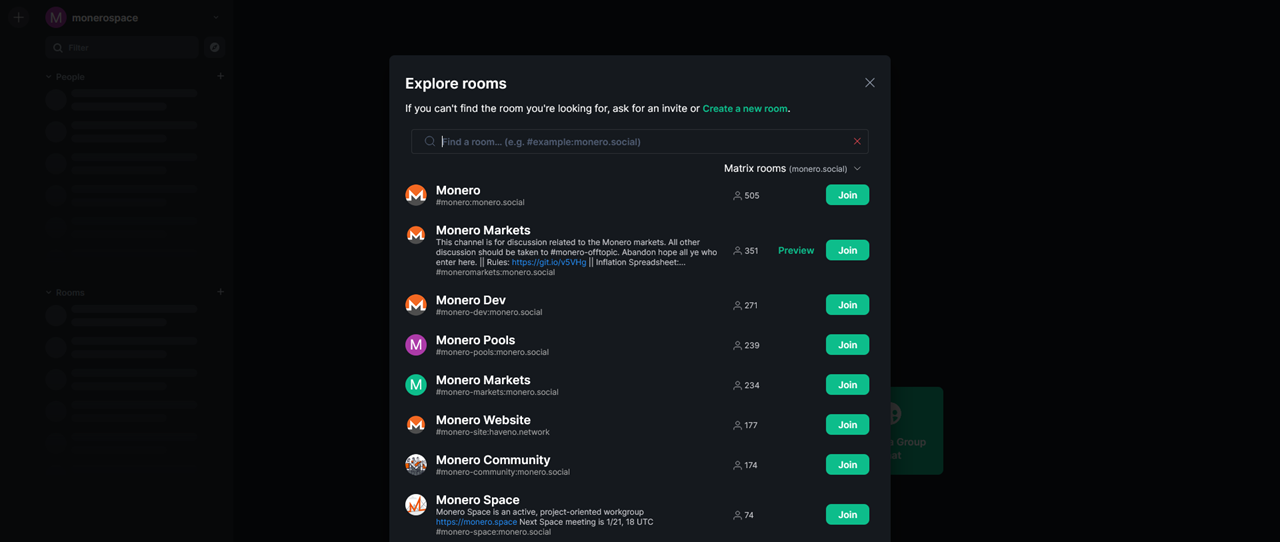 M monerospace
Filter
People
Rooms
Explore rooms
If you can't find the room you're looking for, ask for an invite or Create a new room.
Find a room... (e.g. #example:monero.social)
Matrix rooms (monero.social)
Monero
#monero:monero.social
505
Join
Monero Markets
This channel is for discussion related to the Monero markets. All other
discussion should be taken to #monero-offtopic. Abandon hope all ye who
enter here. || Rules: https://git.io/v5VHg || Inflation Spreadsheet:...
#moneromarkets:monero.social
351
Preview
Join
Monero Dev
#monero-dev:monero.social
271
Join
M
Monero Pools
#monero-pools:monero.social
239
Join
M
Monero Markets
#monero-markets:monero.social
234
Join
Monero Website
#monero-site:haveno.network
177
Join
Monero Community
#monero-community:monero.social
174
Join
Monero Space
Monero Space is an active, project-oriented workgroup
https://monero.space Next Space meeting is 1/21, 18 UTC
#monero-space:monero.social
74
Join
Group